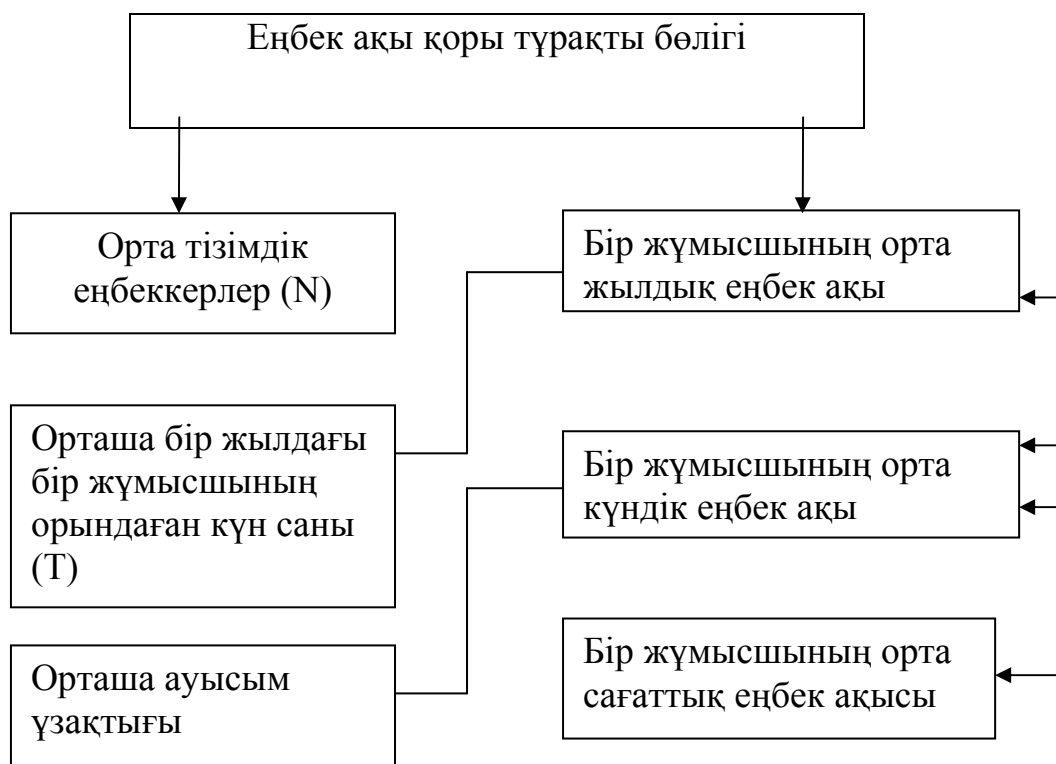 Еңбек ақы қоры тұрақты бөлігі
Орта тізімдік
еңбеккерлер (N)
Бір жұмысшының орта
жылдық еңбек ақы
Орташа бір жылдағы
бір жұмысшының
орындаған күн саны
(Т)
Бір жұмысшының орта
күндік еңбек ақы
Орташа ауысым
ұзақтығы
Бір жұмысшының орта
сағаттық еңбек ақысы